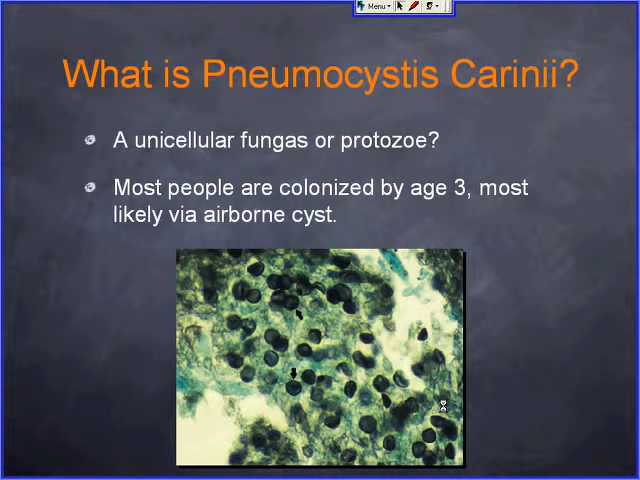 Menu
What is Pneumocystis Carinii?
A unicellular fungas or protozoe?
Most people are colonized by age 3, most
likely via airborne cyst.